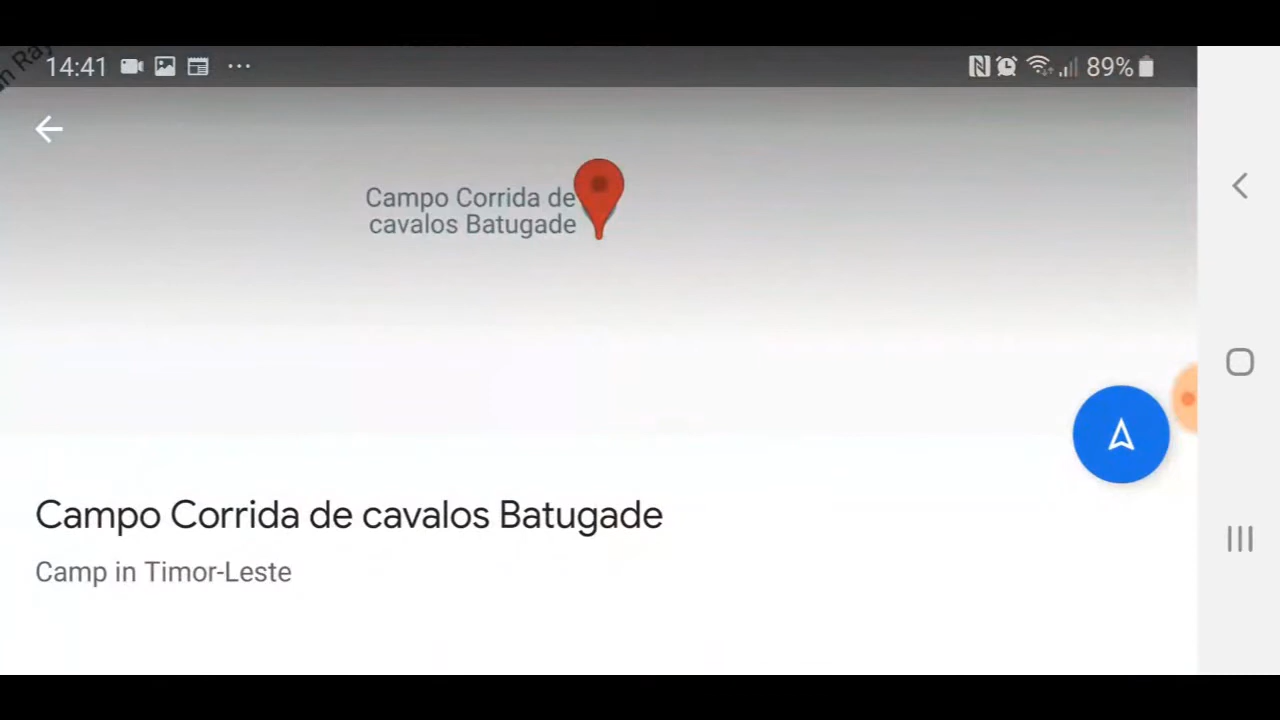 14:41 ... 89%
Campo Corrida de
cavalos Batugade
Campo Corrida de cavalos Batugade
Camp in Timor-Leste